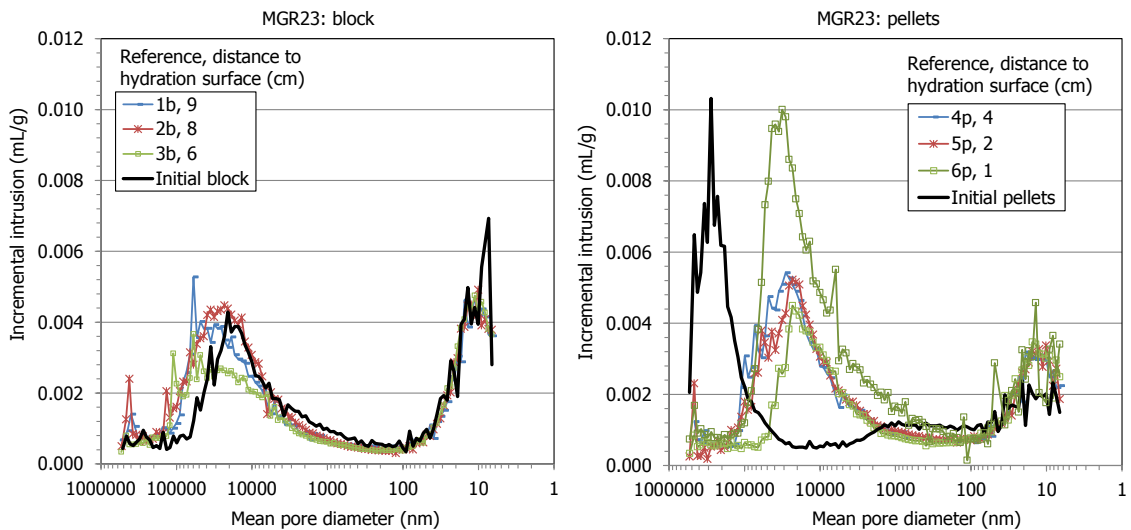 MGR23: block
0.012
0.010
0.008
0.006
0.004
0.002
0.000
Incremental intrusion (mL/g)
Reference, distance to
hydration surface (cm)
1b, 9
2b, 8
3b, 6
Initial block
1000000 100000 10000 1000 100 10 1
Mean pore diameter (nm)
MGR23: pellets
0.012
0.010
0.008
0.006
0.004
0.002
0.000
Incremental intrusion (mL/g)
Reference, distance to
hydration surface (cm)
4p, 4
5p, 2
6p, 1
Initial pellets
1000000 100000 10000 1000 100 10 1
Mean pore diameter (nm)